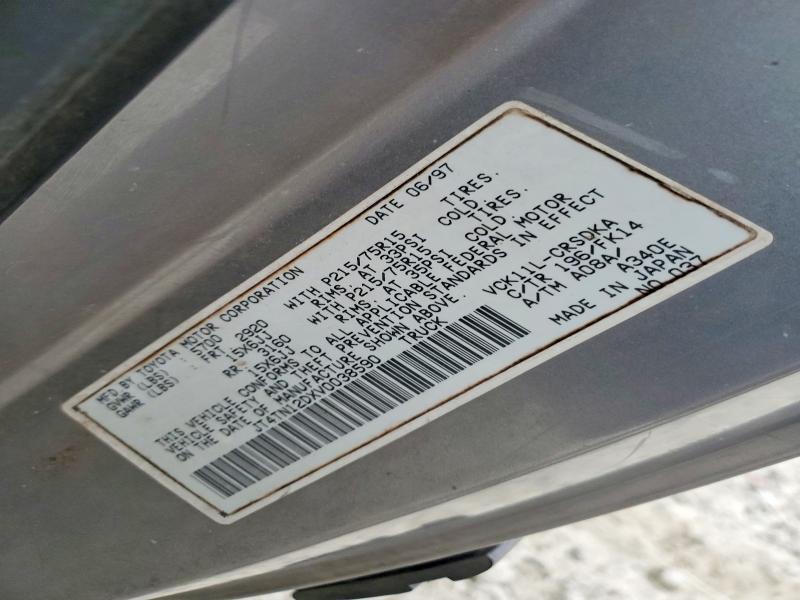 MFD BY: TOYOTA MOTOR CORPORATION DATE 06/97
GVWR (LBS) 5700
GAWR (LBS) FRT 2920 WITH P215/75R15 TIRES.
15X6JJ RIMS. AT 33PSI COLD.
RR 3160 WITH P215/75R15 TIRES.
15X6JJ RIMS. AT 35PSI COLD.
THIS VEHICLE CONFORMS TO ALL APPLICABLE FEDERAL MOTOR
VEHICLE SAFETY AND THEFT PREVENTION STANDARDS IN EFFECT
ON THE DATE OF MANUFACTURE SHOWN ABOVE.
JT4TN12DXV0038590 TRUCK
VCK11L-CRSDKA
C/TR 196/FK14
A/TM A08A/ A340E
MADE IN JAPAN
NO. 037